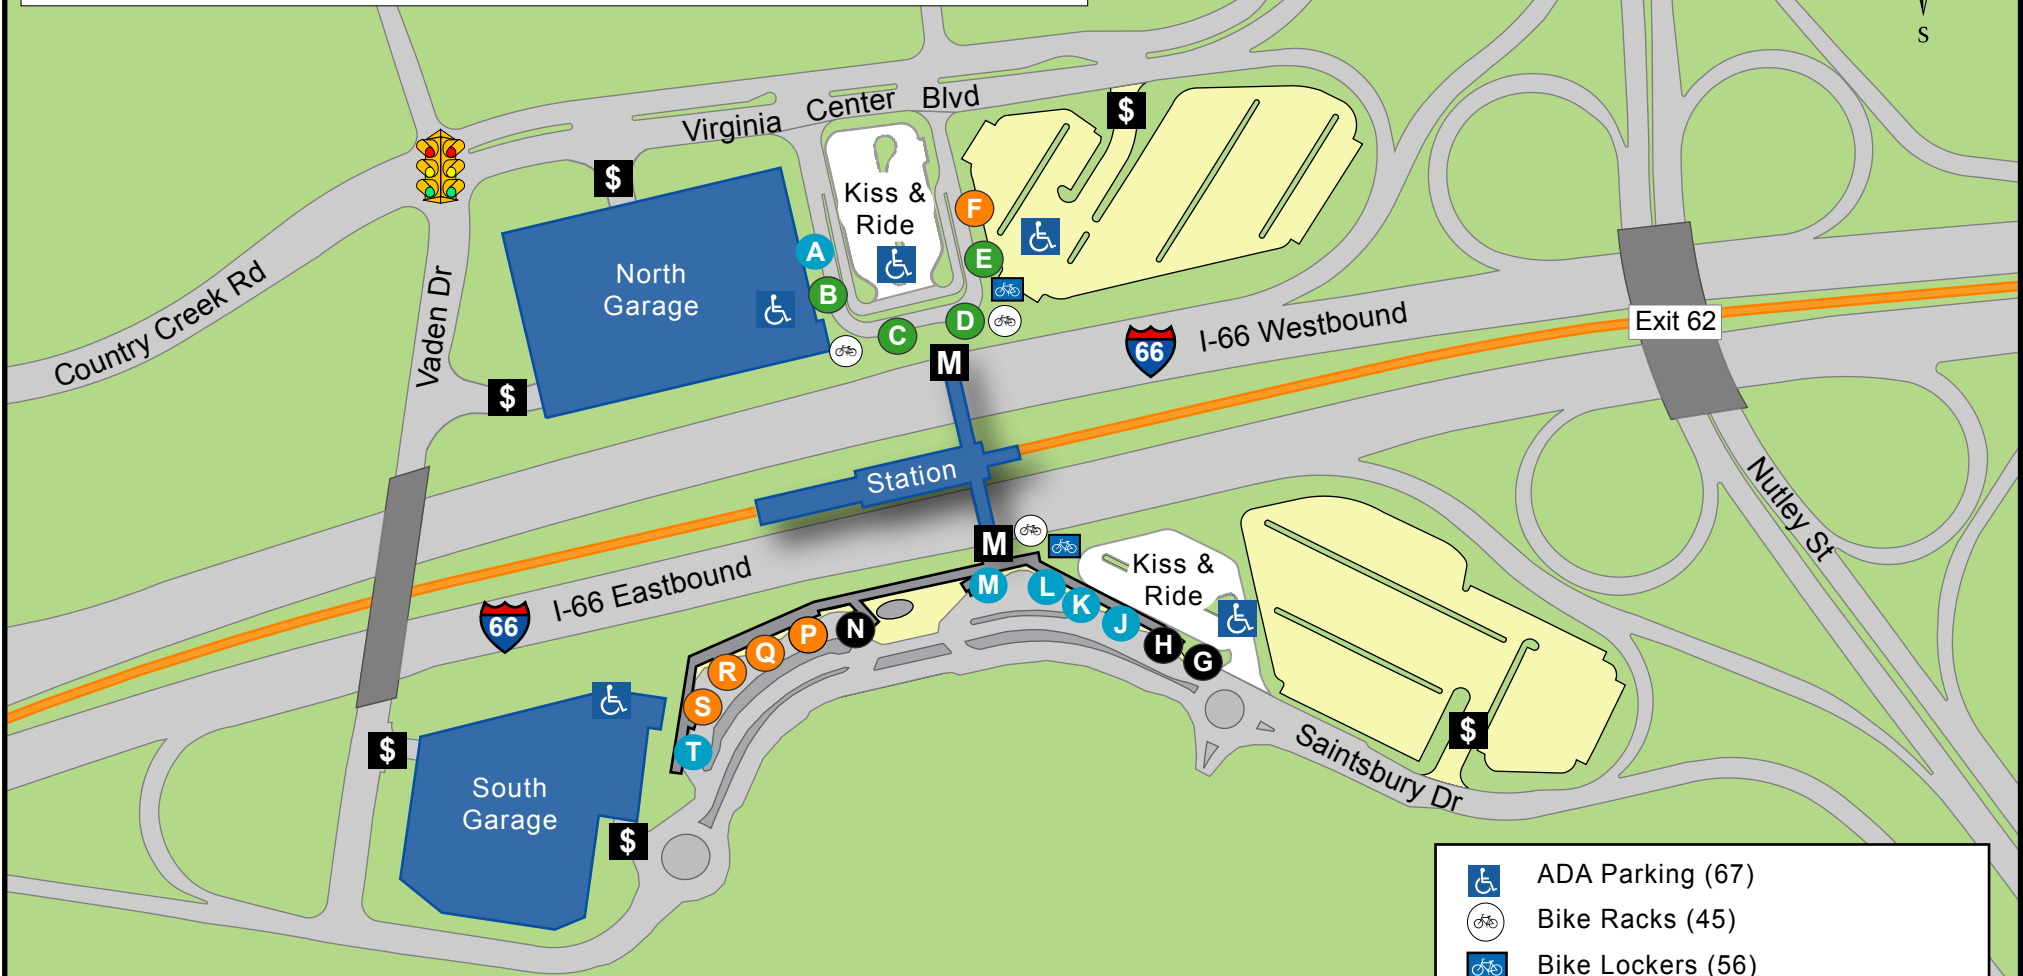 S
Virginia Center Blvd
$
$
Kiss &
Ride
F
A
E
North
Garage
B
D
C
Country Creek Rd
Vaden Dr
M
66
I-66 Westbound
Exit 62
$
Station
Nutley St
M
Kiss &
Ride
I-66 Eastbound
66
M
L
K
J
H
G
N
P
Q
R
S
T
$
$
Saintsbury Dr
South
Garage
$
ADA Parking (67)
Bike Racks (45)
Bike Lockers (56)